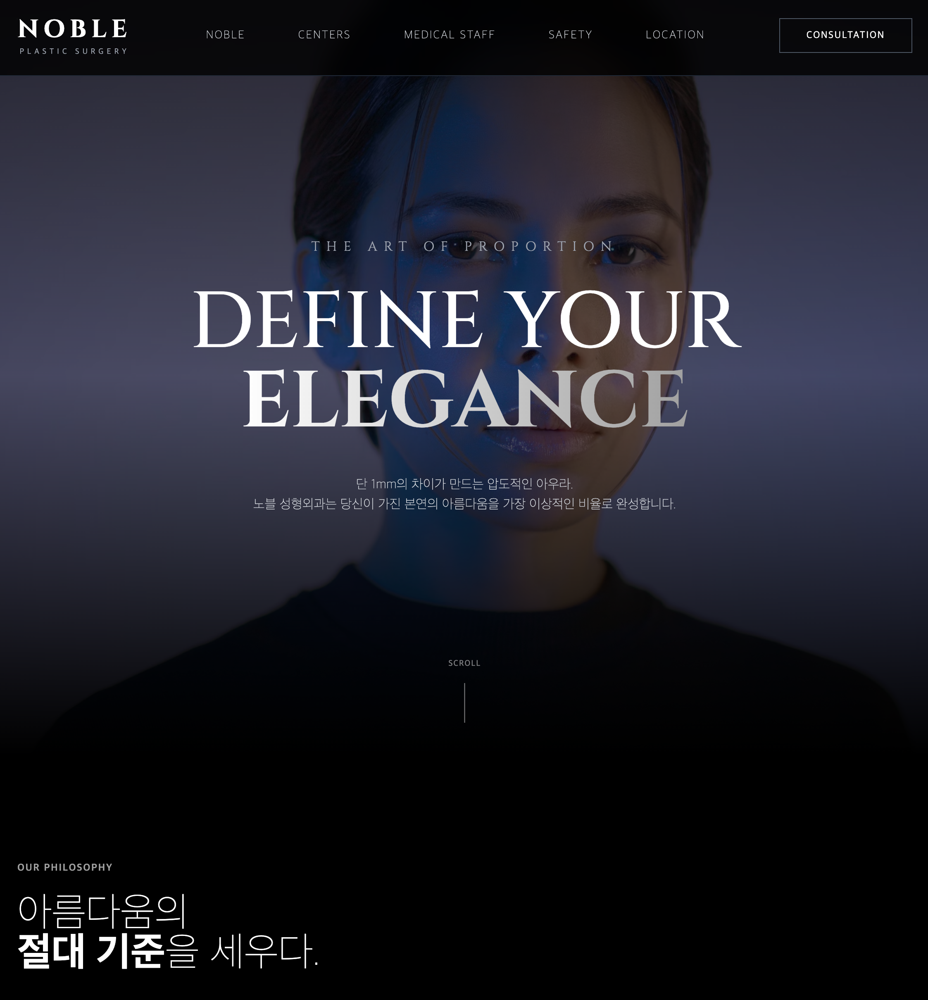 NOBLE
PLASTIC SURGERY
NOBLE
CENTERS
MEDICAL STAFF
SAFETY
LOCATION
CONSULTATION
THE ART OF PROPORTION
DEFINE YOUR
ELEGANCE
단 1mm의 차이가 만드는 압도적인 아우라.
노블 성형외과는 당신이 가진 본연의 아름다움을 가장 이상적인 비율로 완성합니다.
SCROLL
OUR PHILOSOPHY
아름다움의
절대 기준을 세우다.